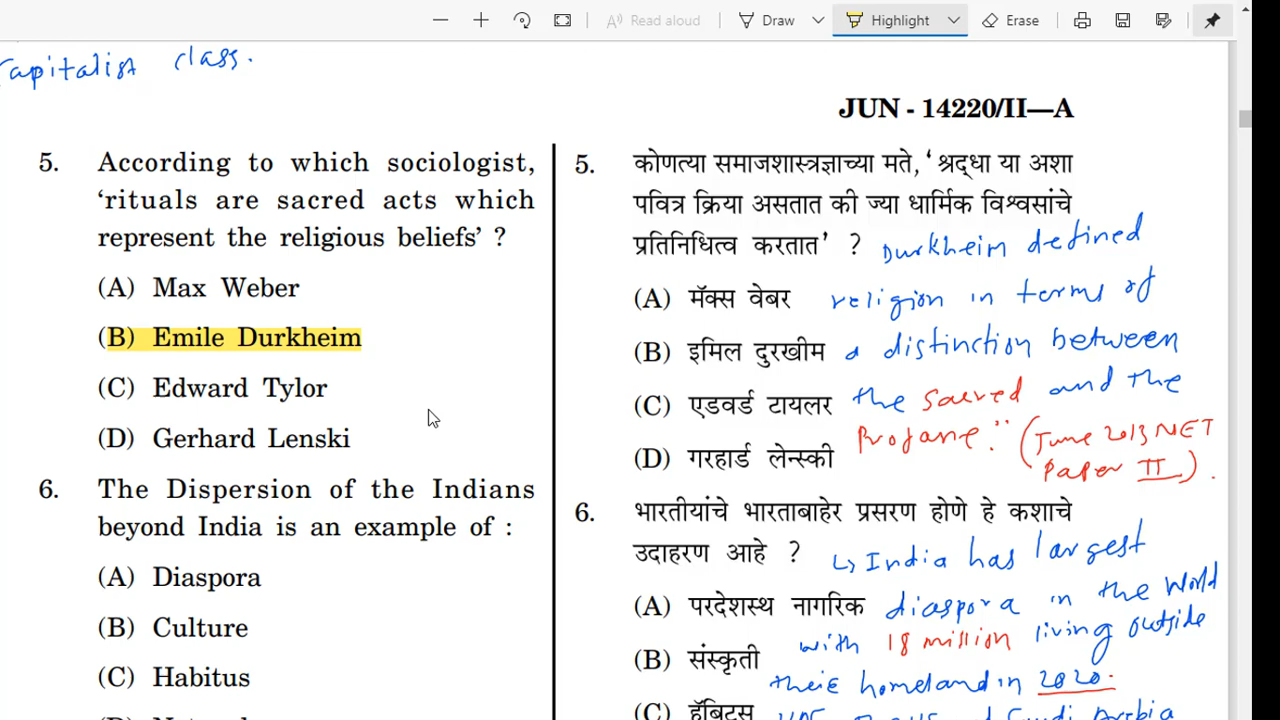 Read aloud
Draw
Highlight
Erase
Capitalist class.
JUN - 14220/II—A
5. According to which sociologist,
‘rituals are sacred acts which
represent the religious beliefs’ ?
(A) Max Weber
(B) Emile Durkheim
(C) Edward Tylor
(D) Gerhard Lenski
6. The Dispersion of the Indians
beyond India is an example of :
(A) Diaspora
(B) Culture
(C) Habitus
5. कोणत्या समाजशास्त्रज्ञाच्या मते, ‘श्रद्धा या अशा
पवित्र क्रिया असतात की ज्या धार्मिक विश्वसांचे
प्रतिनिधित्व करतात’ ? Durkheim defined
(A) मॅक्स वेबर religion in terms of
(B) इमिल दुरखीम a distinction between
(C) एडवर्ड टायलर the sacred and the
(D) गरहार्ड लेन्स्की Profane." (June 2013 NET
Paper II).
6. भारतीयांचे भारताबाहेर प्रसरण होणे हे कशाचे
उदाहरण आहे ? ↳ India has largest
(A) परदेशस्थ नागरिक diaspora in the World
with 18 million living outside
(B) संस्कृती
their homeland in 2020.
(C) हॅबिटस
Saudi Arabia